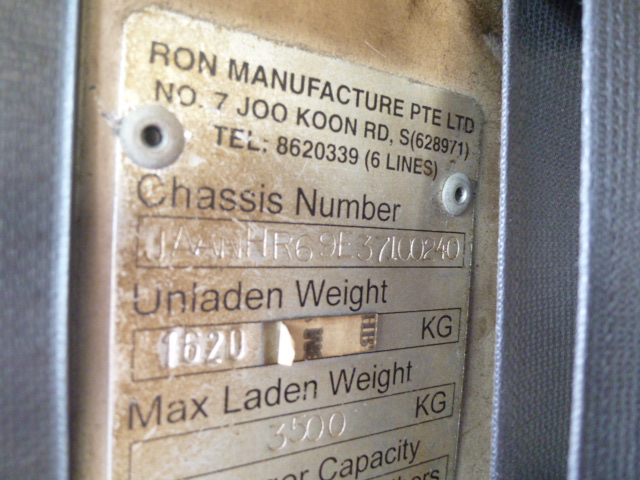 RON MANUFACTURE PTE LTD
NO. 7 JOO KOON RD, S(628971)
TEL: 8620339 (6 LINES)
Chassis Number
JAANHR69E37100240
Unladen Weight
1620 KG
Max Laden Weight
3500 KG
Capacity